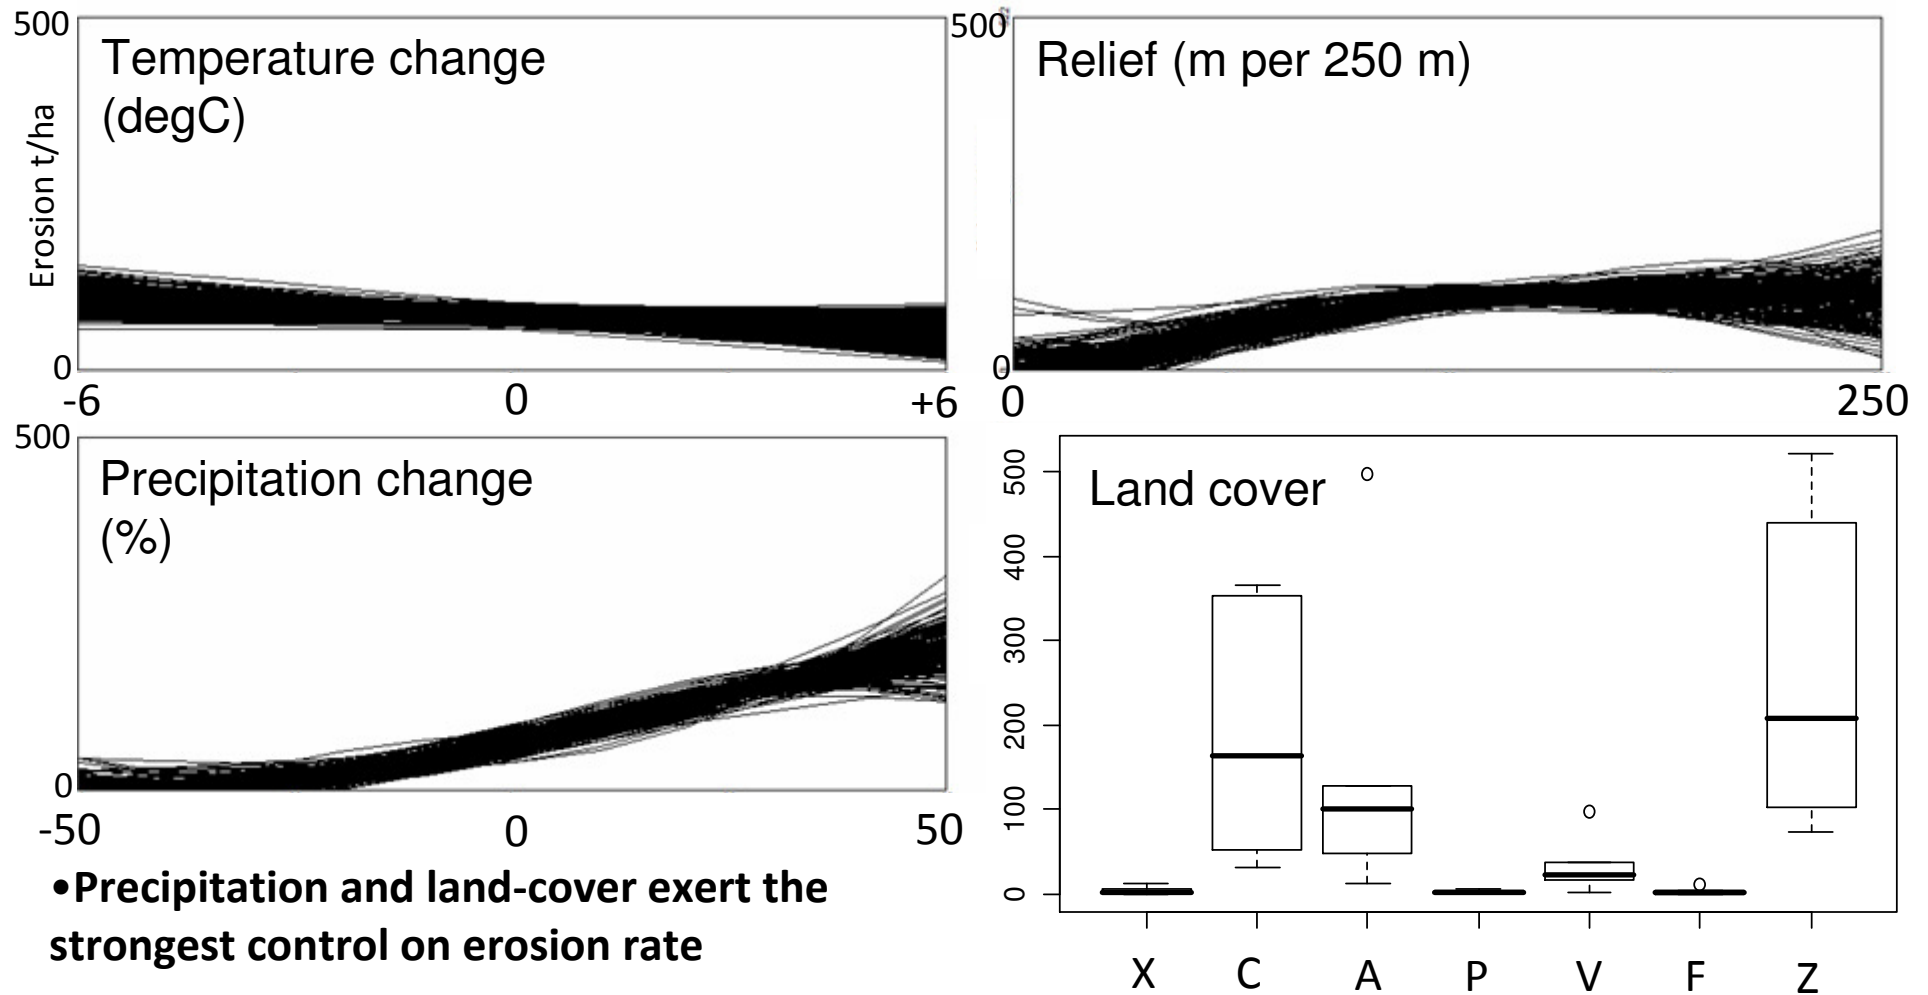 500
Temperature change
(degC)
Erosion t/ha
0
-6 0 +6
500
Relief (m per 250 m)
0
0 250
500
Precipitation change
(%)
0
-50 0 50
Land cover
500
400
300
200
100
0
X C A P V F Z
•Precipitation and land-cover exert the
strongest control on erosion rate